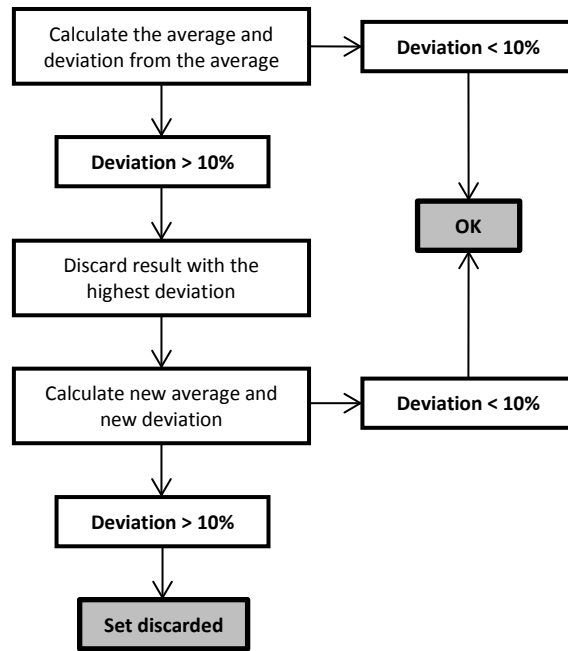 Calculate the average and
deviation from the average
Deviation < 10%
Deviation > 10%
OK
Discard result with the
highest deviation
Calculate new average and
new deviation
Deviation < 10%
Deviation > 10%
Set discarded